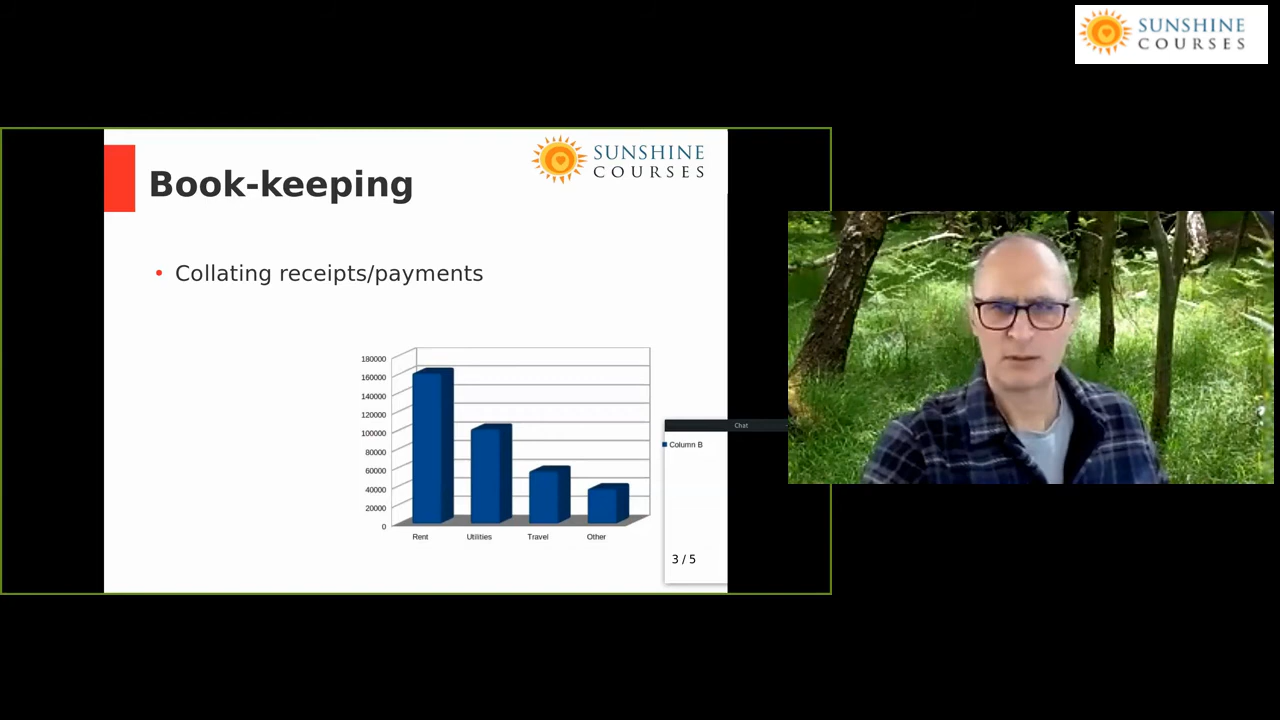 SUNSHINE
COURSES
SUNSHINE
COURSES
Book-keeping
• Collating receipts/payments
180000
160000
140000
120000
100000
80000
60000
40000
20000
0
Rent Utilities Travel Other
Chat
Column B
3 / 5